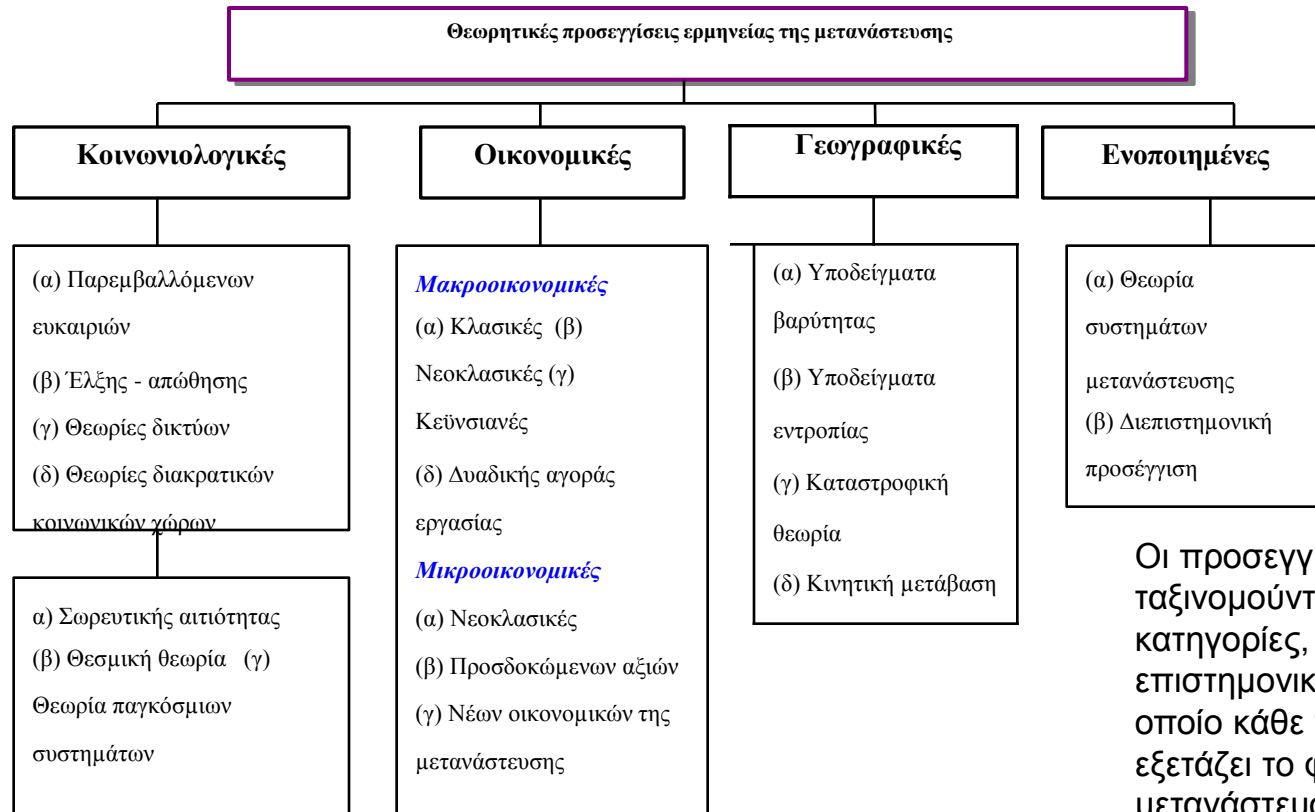 Θεωρητικές προσεγγίσεις ερμηνείας της μετανάστευσης
Κοινωνιολογικές
(α) Παρεμβαλλόμενων
ευκαιριών
(β) Έλξης - απώθησης
(γ) Θεωρίες δικτύων
(δ) Θεωρίες διακρατικών
κοινωνικών χώρων
α) Σωρευτικής αιτιότητας
(β) Θεσμική θεωρία (γ)
Θεωρία παγκόσμιων
συστημάτων
Οικονομικές
Μακροοικονομικές
(α) Κλασικές (β)
Νεοκλασικές (γ)
Κεϋνσιανές
(δ) Δυαδικής αγοράς
εργασίας
Μικροοικονομικές
(α) Νεοκλασικές
(β) Προσδοκώμενων αξιών
(γ) Νέων οικονομικών της
μετανάστευσης
Γεωγραφικές
(α) Υποδείγματα
βαρύτητας
(β) Υποδείγματα
εντροπίας
(γ) Καταστροφική
θεωρία
(δ) Κινητική μετάβαση
Ενοποιημένες
(α) Θεωρία
συστημάτων
μετανάστευσης
(β) Διεπιστημονική
προσέγγιση
Οι
κατηγορίες,
οποίο κάθε
εξετάζει το